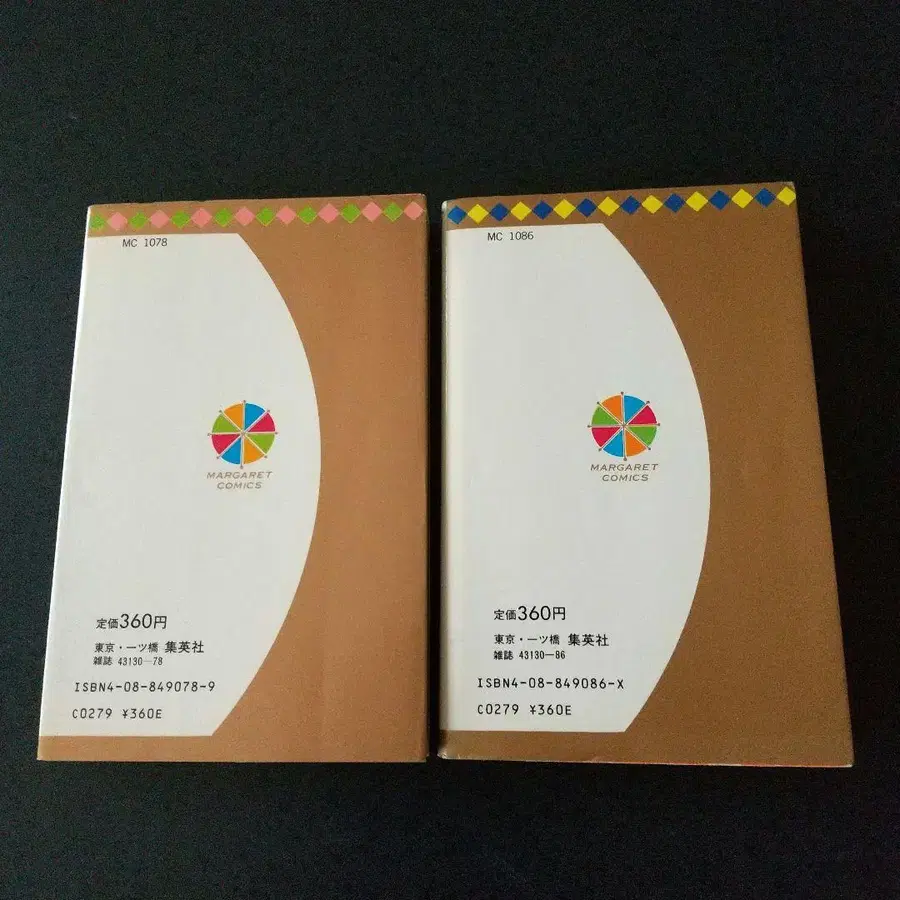 MC 1078
MARGARET
COMICS
定価360円
東京・一ツ橋 集英社
雑誌 43130―78
ISBN4-08-849078-9
C0279 ¥360E
MC 1086
MARGARET
COMICS
定価360円
東京・一ツ橋 集英社
雑誌 43130―86
ISBN4-08-849086-X
C0279 ¥360E